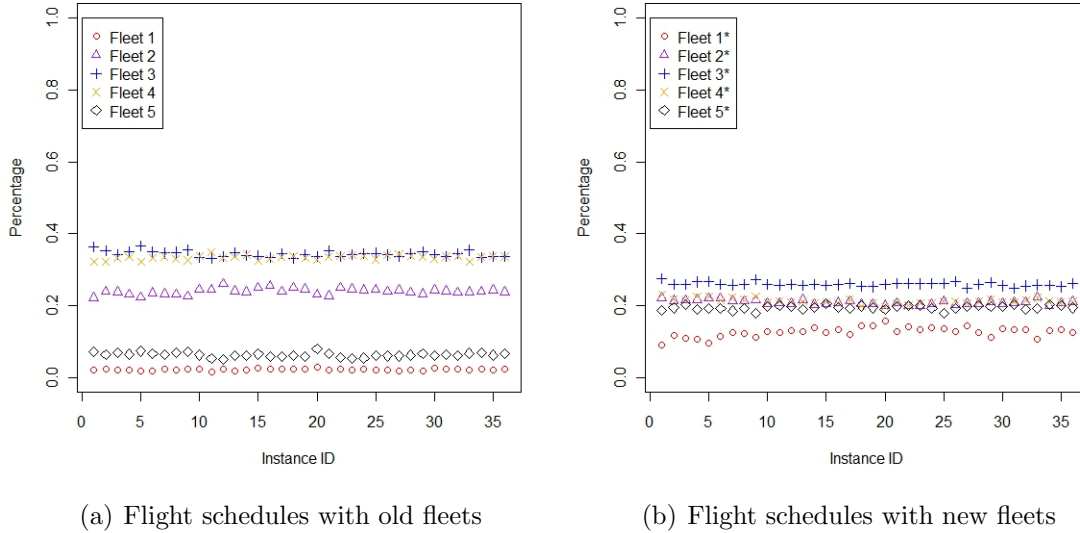 1.0
0.8
0.6
0.4
0.2
0.0
Percentage
Fleet 1
Fleet 2
Fleet 3
Fleet 4
Fleet 5
0 5 10 15 20 25 30 35
Instance ID
(a) Flight schedules with old fleets
1.0
0.8
0.6
0.4
0.2
0.0
Percentage
Fleet 1*
Fleet 2*
Fleet 3*
Fleet 4*
Fleet 5*
0 5 10 15 20 25 30 35
Instance ID
(b) Flight schedules with new fleets